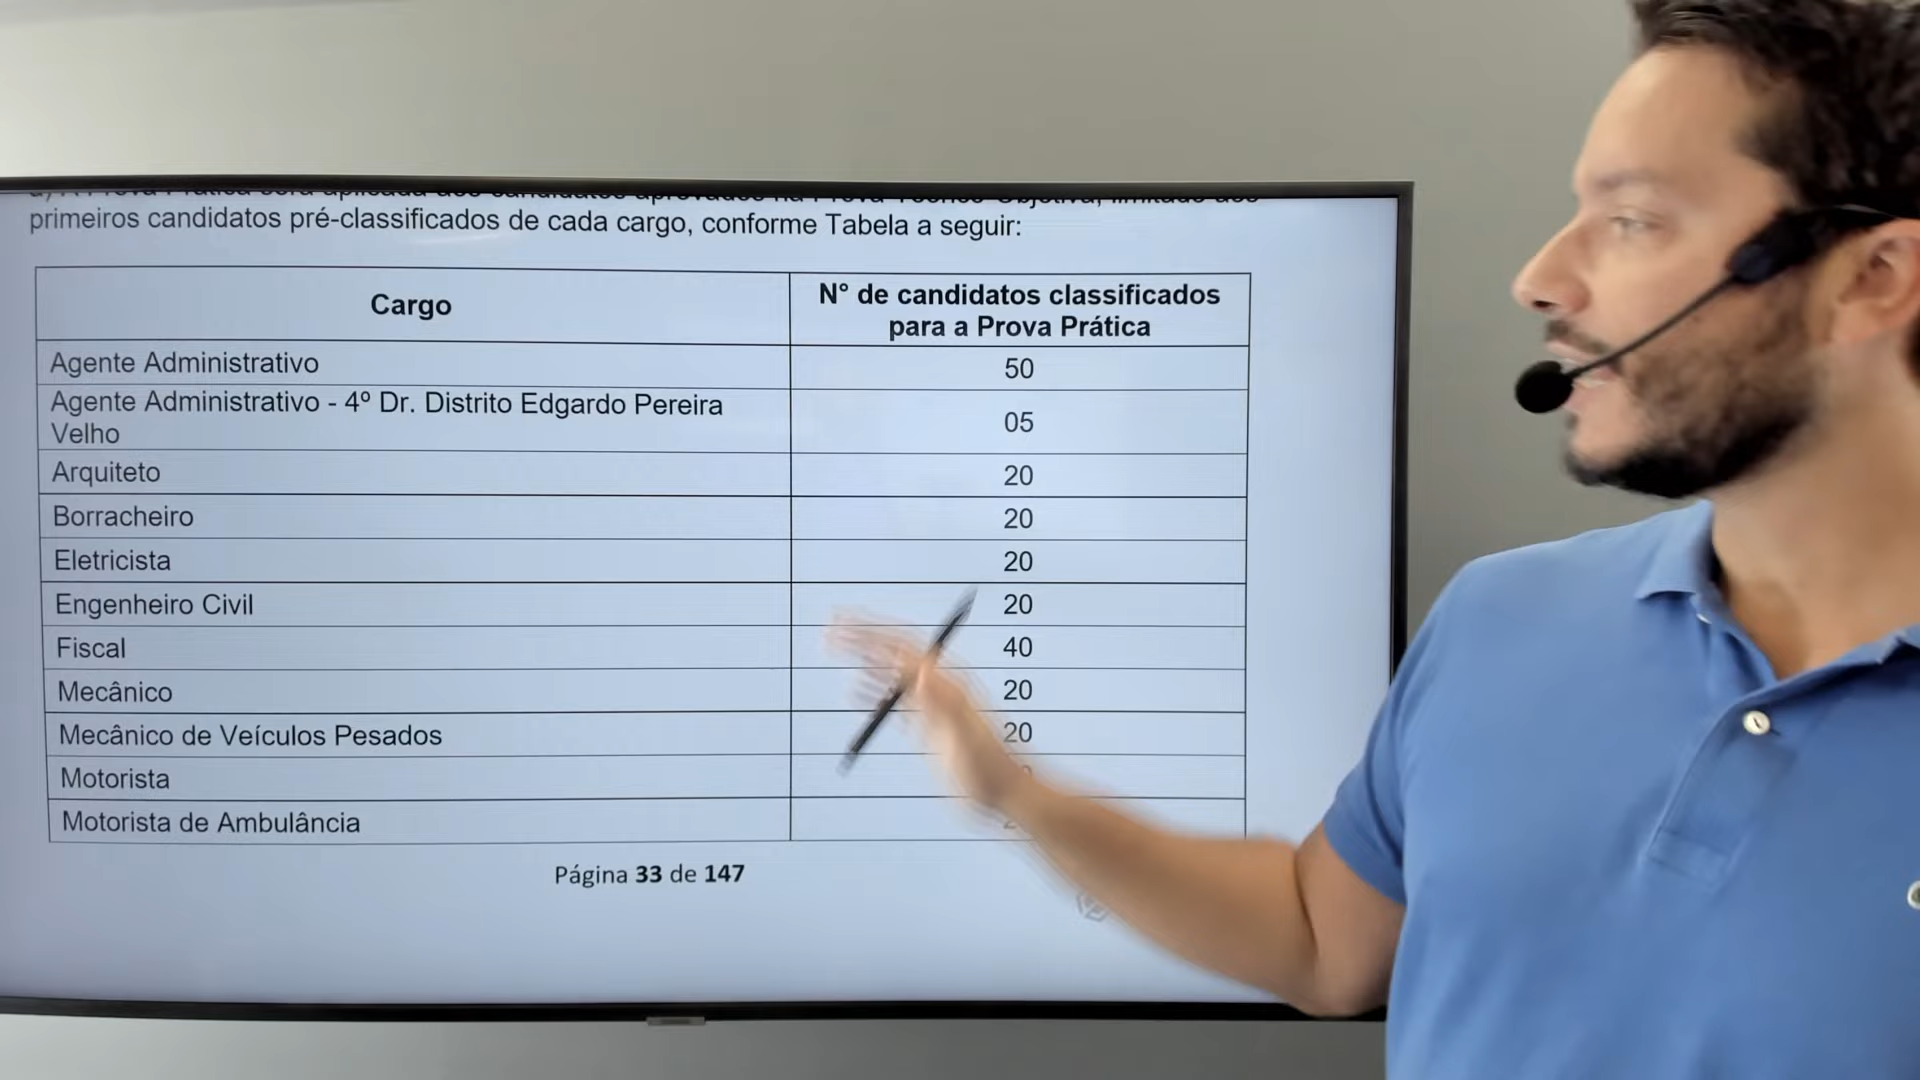 primeiros candidatos pré-classificados de cada cargo, conforme Tabela a seguir:
Cargo
N° de candidatos classificados
para a Prova Prática
Agente Administrativo
50
Agente Administrativo - 4º Dr. Distrito Edgardo Pereira
Velho
05
Arquiteto
20
Borracheiro
20
Eletricista
20
Engenheiro Civil
20
Fiscal
40
Mecânico
20
Mecânico de Veículos Pesados
20
Motorista
Motorista de Ambulância
Página 33 de 147